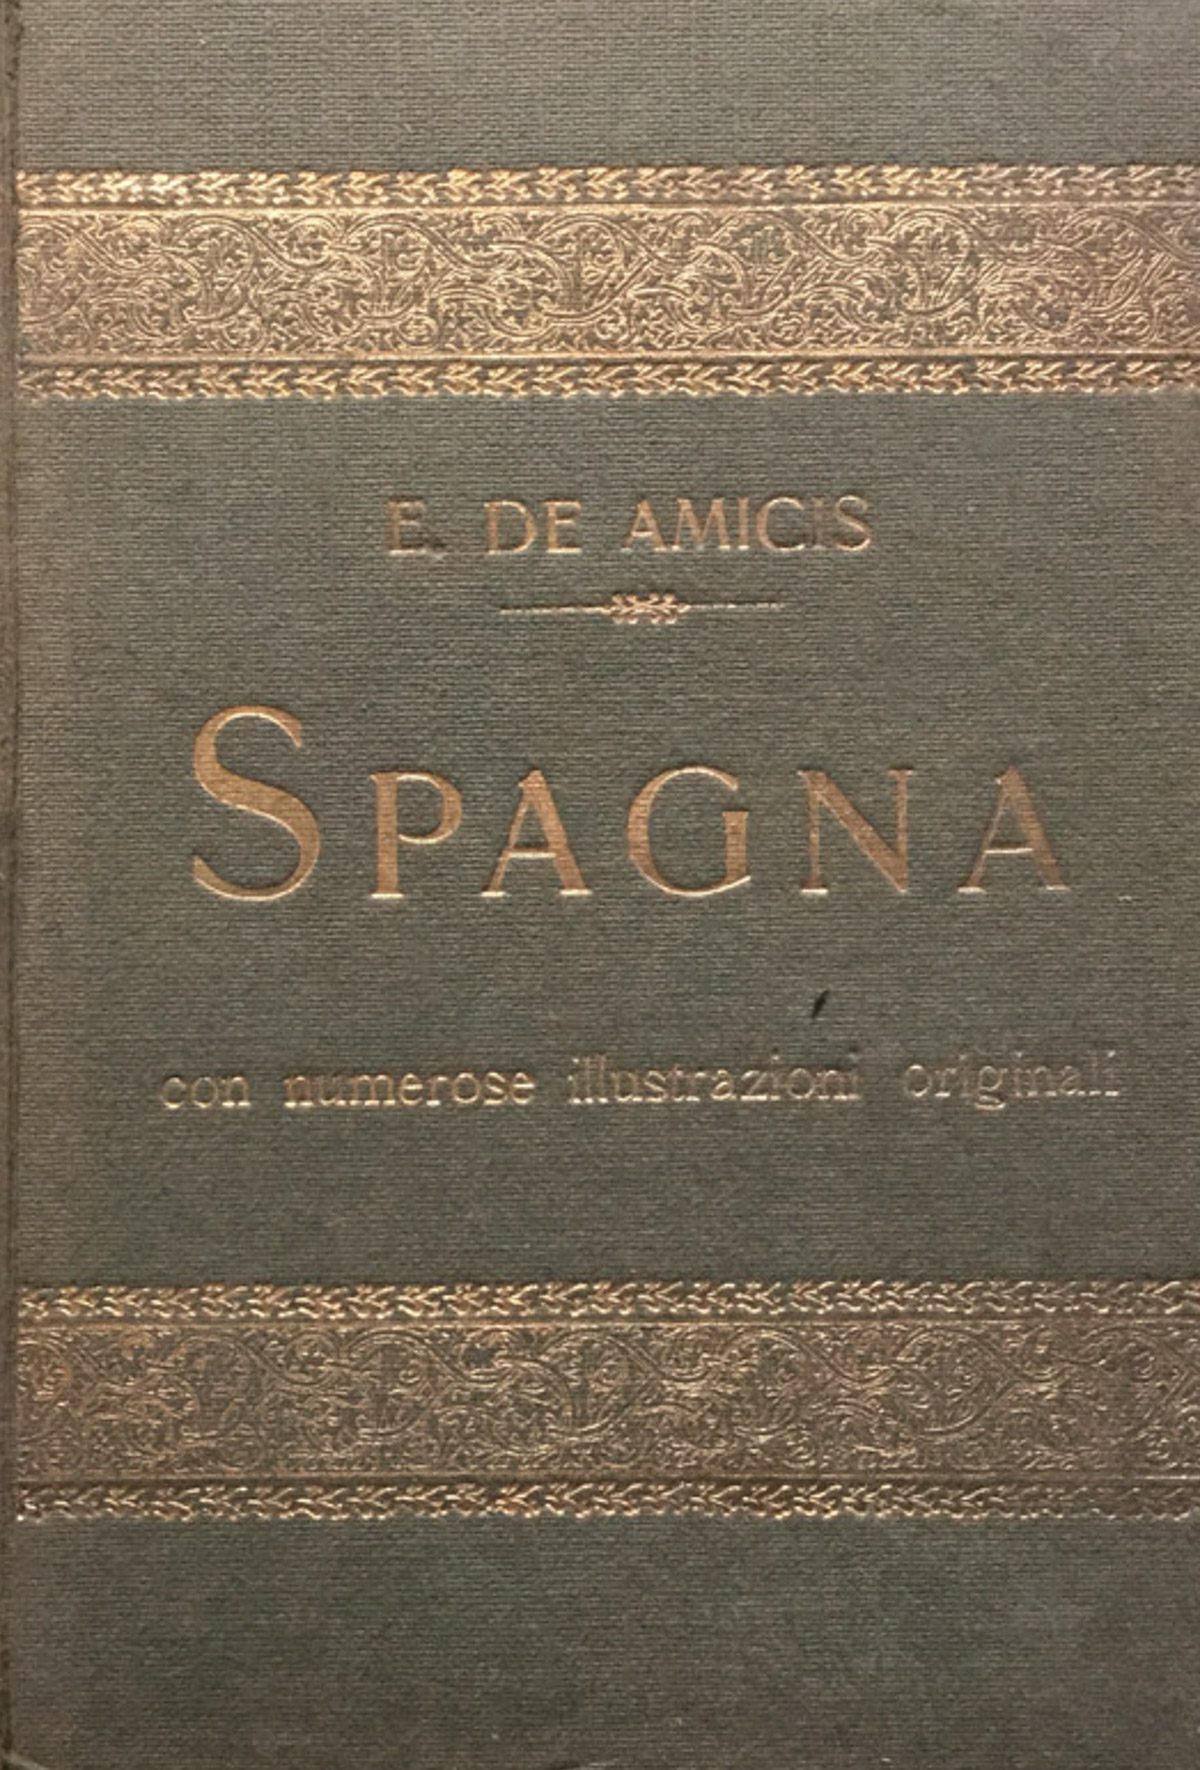 E. DE AMICIS
SPAGNA
con numerose illustrazioni originali